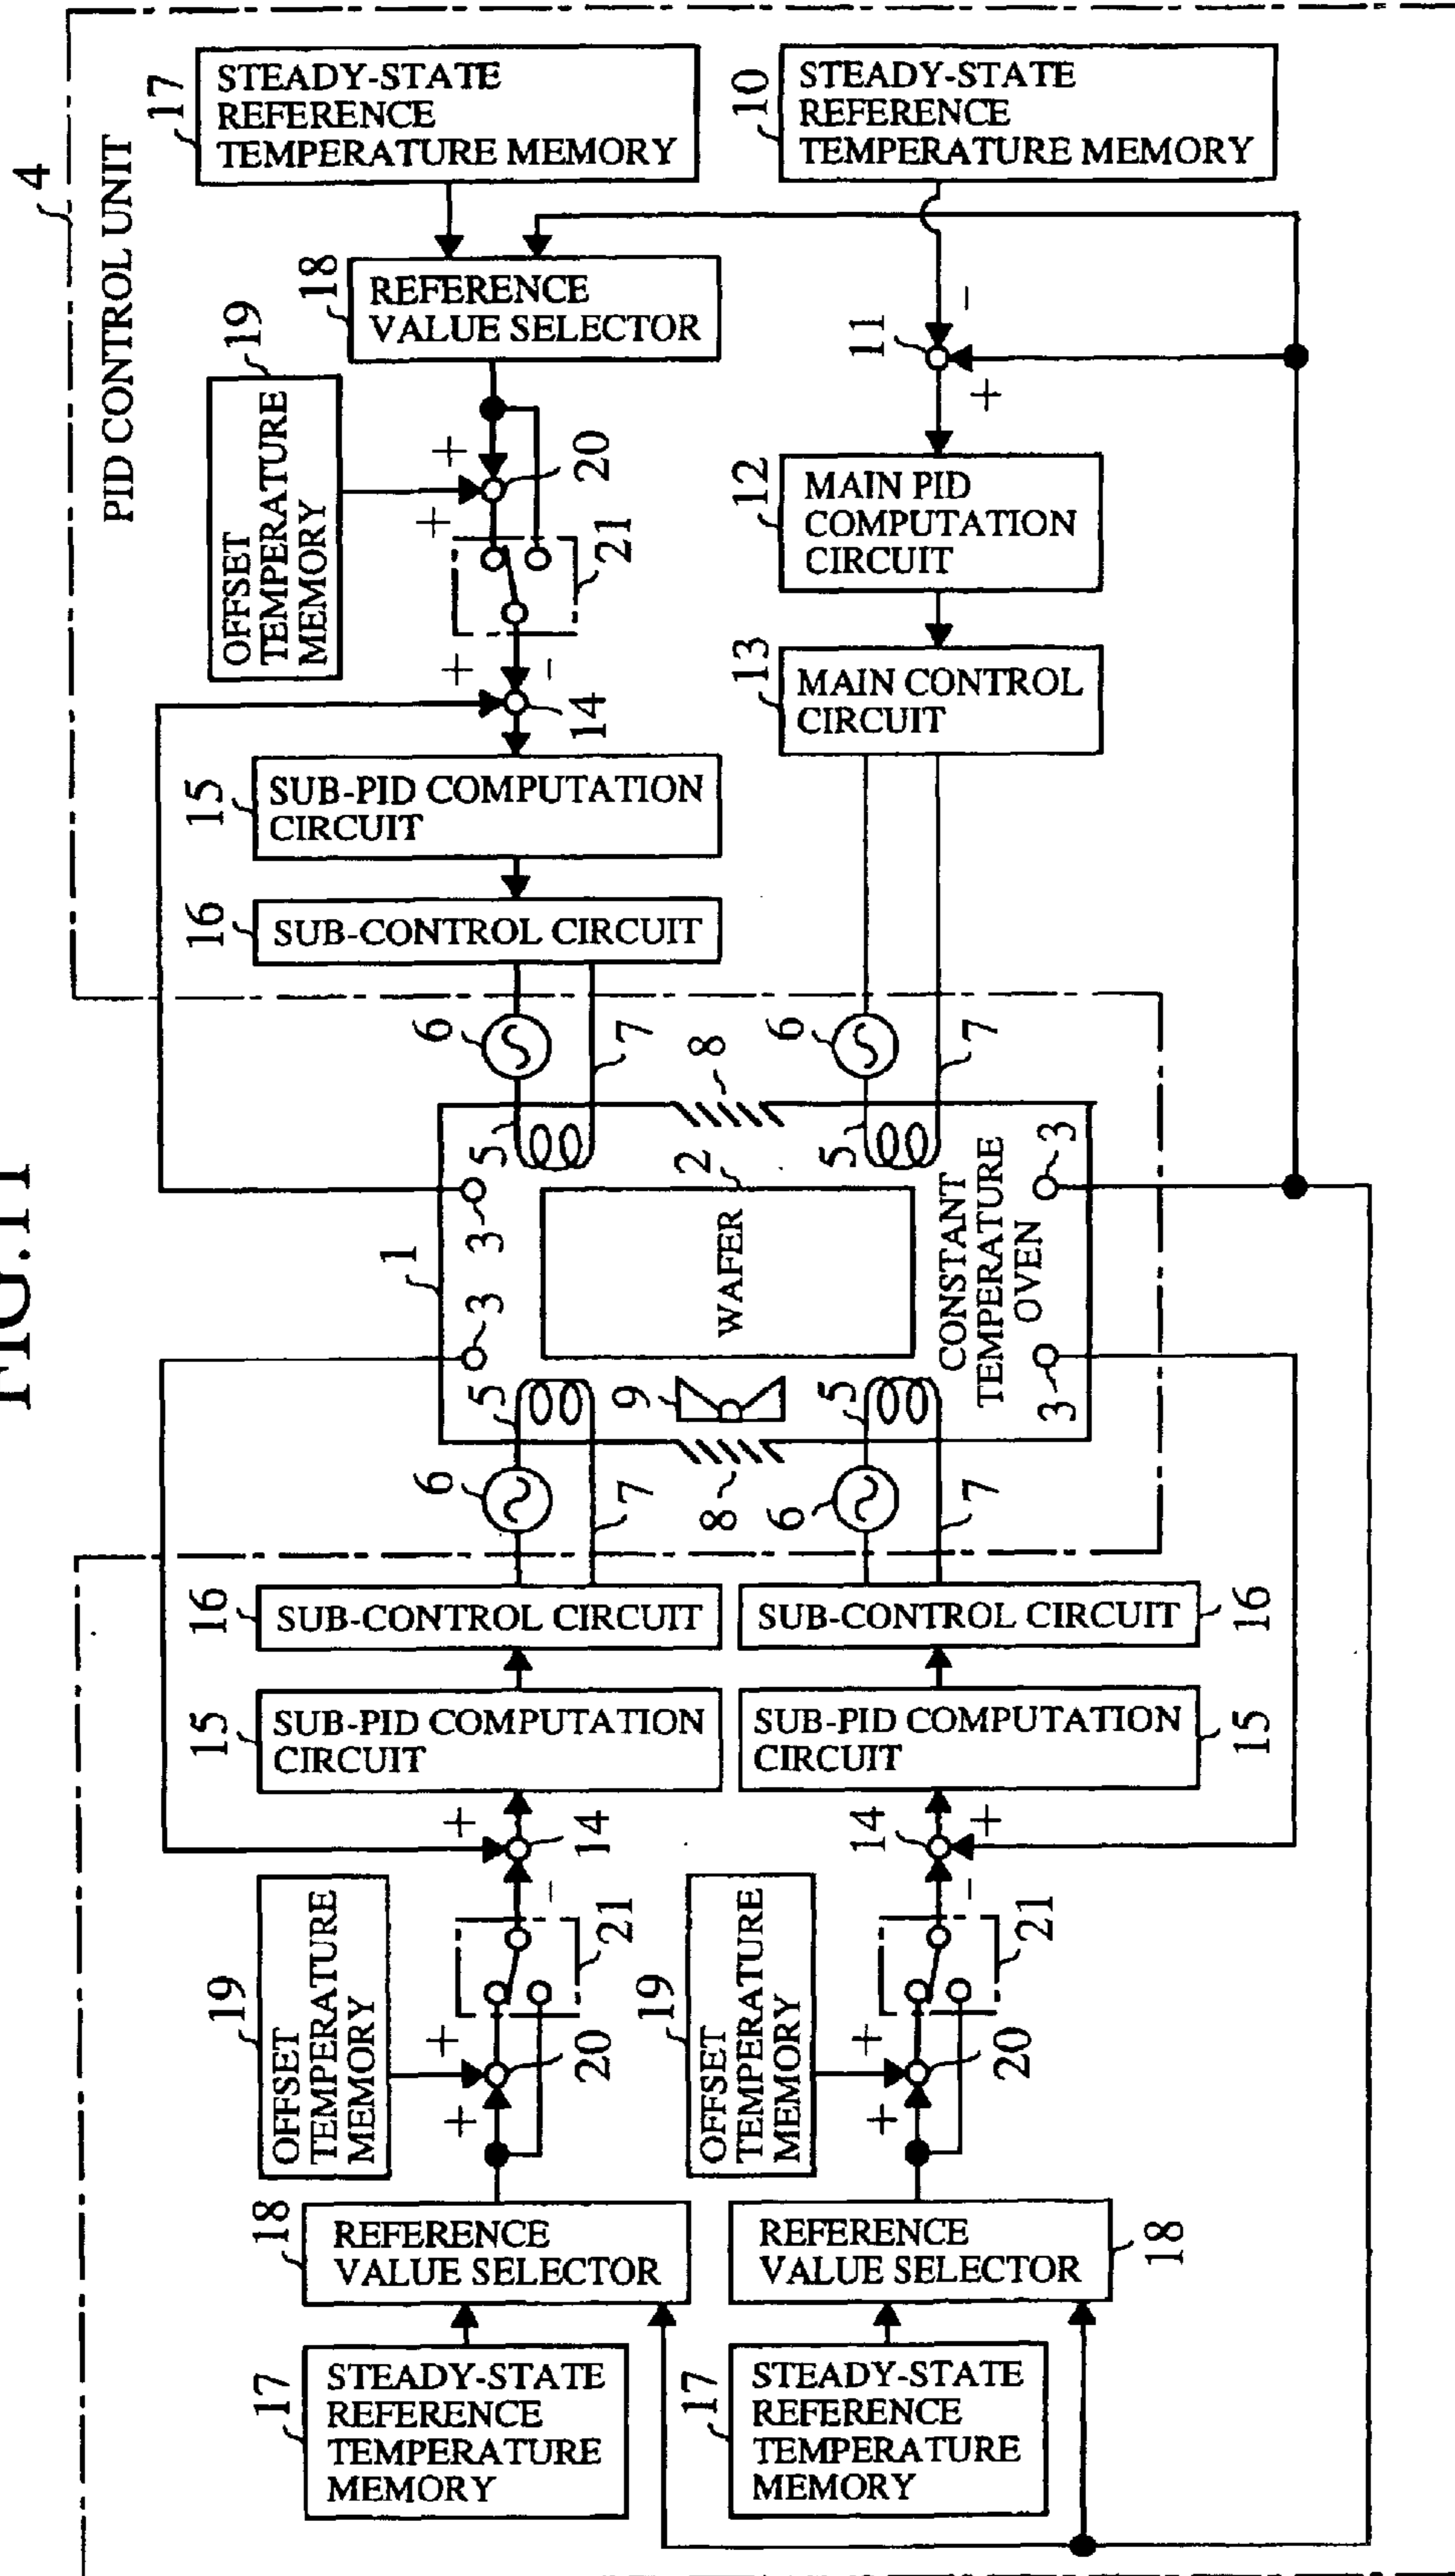 FIG.11
4
PID CONTROL UNIT
17
STEADY-STATE
REFERENCE
TEMPERATURE MEMORY
10
STEADY-STATE
REFERENCE
TEMPERATURE MEMORY
18
REFERENCE
VALUE SELECTOR
19
OFFSET
TEMPERATURE
MEMORY
11
−
+
+
+
20
21
12
MAIN PID
COMPUTATION
CIRCUIT
13
MAIN CONTROL
CIRCUIT
+
−
14
15
SUB-PID COMPUTATION
CIRCUIT
16
SUB-CONTROL CIRCUIT
6
7
8
6
7
5
5
2
3
1
3
WAFER
CONSTANT
TEMPERATURE
OVEN
3
3
5
9
5
6
7
8
6
7
16
SUB-CONTROL CIRCUIT
SUB-CONTROL CIRCUIT
16
15
SUB-PID COMPUTATION
CIRCUIT
SUB-PID COMPUTATION
CIRCUIT
15
+
14
−
14
+
−
19
OFFSET
TEMPERATURE
MEMORY
21
+
+
20
19
OFFSET
TEMPERATURE
MEMORY
21
+
+
20
18
REFERENCE
VALUE SELECTOR
REFERENCE
VALUE SELECTOR
18
17
STEADY-STATE
REFERENCE
TEMPERATURE
MEMORY
17
STEADY-STATE
REFERENCE
TEMPERATURE
MEMORY